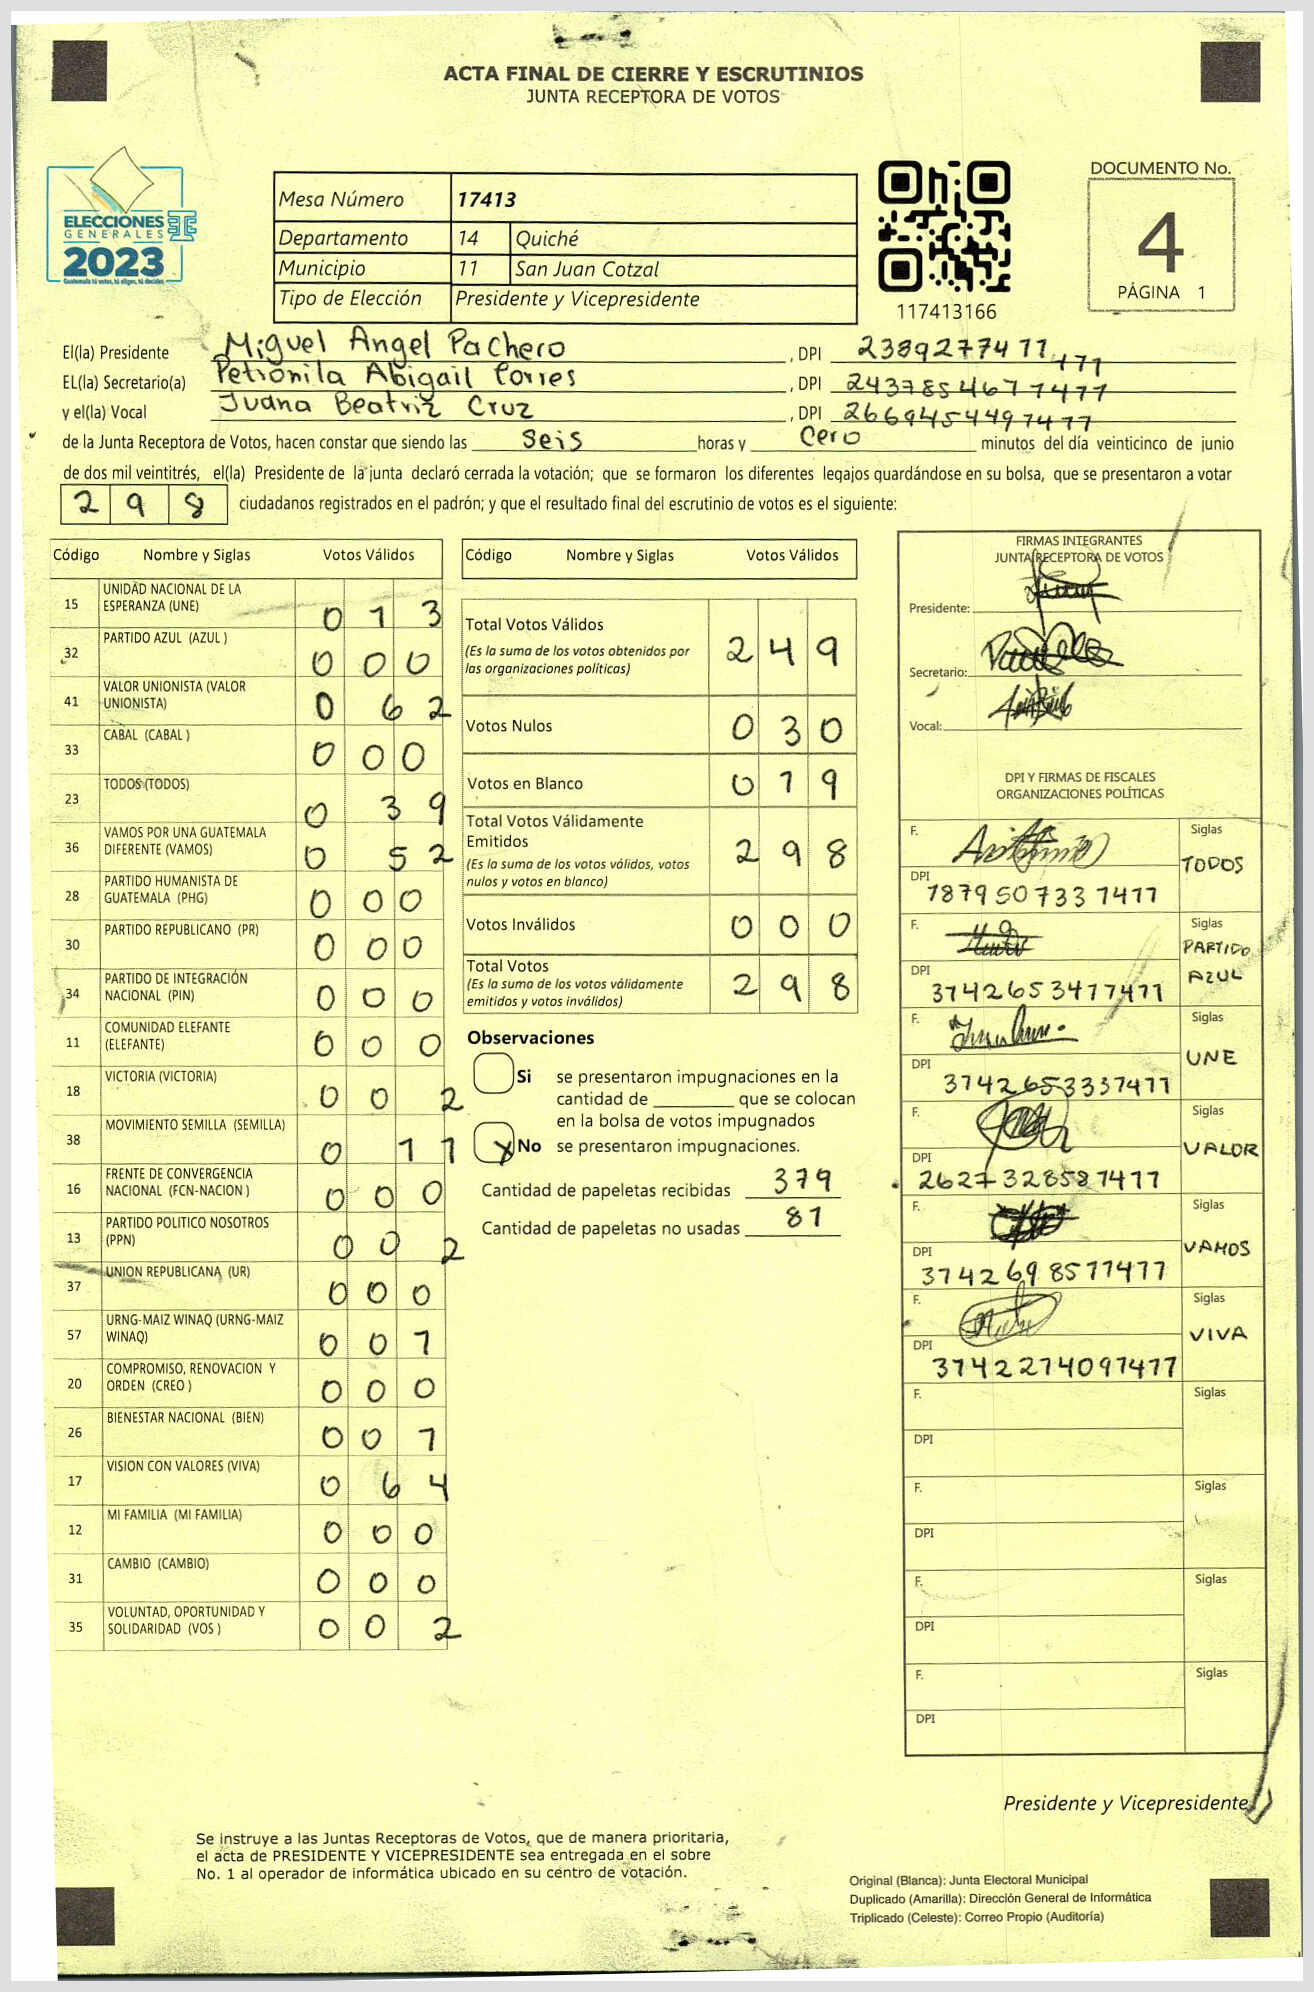 ACTA FINAL DE CIERRE Y ESCRUTINIOS
JUNTA RECEPTORA DE VOTOS
ELECCIONES
GENERALES
2023
Guatemala tú votas, tú eliges, tú decides
Mesa Número 17413
Departamento 14 Quiché
Municipio 11 San Juan Cotzal
Tipo de Elección Presidente y Vicepresidente
117413166
DOCUMENTO No.
4
PÁGINA 1
El(la) Presidente Miguel Angel Pacheco , DPI
EL(la) Secretario(a) Petronila Abigail Torres , DPI 2437854677477
y el(la) Vocal Juana Beatriz Cruz , DPI 2669454497477
de la Junta Receptora de Votos, hacen constar que siendo las seis horas y cero minutos del día veinticinco de junio
de dos mil veintitrés, el(la) Presidente de la junta declaró cerrada la votación; que se formaron los diferentes legajos quardándose en su bolsa, que se presentaron a votar
298 ciudadanos registrados en el padrón; y que el resultado final del escrutinio de votos es el siguiente:
Código Nombre y Siglas Votos Válidos
15 UNIDAD NACIONAL DE LA ESPERANZA (UNE) 0 1 3
32 PARTIDO AZUL (AZUL ) 0 0 0
41 VALOR UNIONISTA (VALOR UNIONISTA) 0 6 2
33 CABAL (CABAL ) 0 0 0
23 TODOS (TODOS) 0 3 9
36 VAMOS POR UNA GUATEMALA DIFERENTE (VAMOS) 0 5 2
28 PARTIDO HUMANISTA DE GUATEMALA (PHG) 0 0 0
30 PARTIDO REPUBLICANO (PR) 0 0 0
34 PARTIDO DE INTEGRACIÓN NACIONAL (PIN) 0 0 0
11 COMUNIDAD ELEFANTE (ELEFANTE) 0 0 0
18 VICTORIA (VICTORIA) 0 0 2
38 MOVIMIENTO SEMILLA (SEMILLA) 0 1 1
16 FRENTE DE CONVERGENCIA NACIONAL (FCN-NACION ) 0 0 0
13 PARTIDO POLITICO NOSOTROS (PPN) 0 0 2
37 UNION REPUBLICANA (UR) 0 0 0
57 URNG-MAIZ WINAQ (URNG-MAIZ WINAQ) 0 0 1
20 COMPROMISO, RENOVACION Y ORDEN (CREO ) 0 0 0
26 BIENESTAR NACIONAL (BIEN) 0 0 1
17 VISION CON VALORES (VIVA) 0 6 4
12 MI FAMILIA (MI FAMILIA) 0 0 0
31 CAMBIO (CAMBIO) 0 0 0
35 VOLUNTAD, OPORTUNIDAD Y SOLIDARIDAD (VOS ) 0 0 2
Código Nombre y Siglas Votos Válidos
Total Votos Válidos 2 4 9
(Es la suma de los votos obtenidos por
las organizaciones políticas)
Votos Nulos 0 3 0
Votos en Blanco 0 1 9
Total Votos Válidamente
Emitidos 2 9 8
(Es la suma de los votos válidos, votos
nulos y votos en blanco)
Votos Inválidos 0 0 0
Total Votos 2 9 8
(Es la suma de los votos válidamente
emitidos y votos inválidos)
Observaciones
Si se presentaron impugnaciones en la
cantidad de ________ que se colocan
en la bolsa de votos impugnados
X No se presentaron impugnaciones.
Cantidad de papeletas recibidas 379
Cantidad de papeletas no usadas 81
FIRMAS INTEGRANTES
JUNTA RECEPTORA DE VOTOS
Presidente:
Secretario:
Vocal:
DPI Y FIRMAS DE FISCALES
ORGANIZACIONES POLÍTICAS
F. Siglas
TODOS
DPI 1879507337477
F. Siglas
PARTIDO
AZUL
DPI 3742653477477
F. Siglas
UNE
DPI 3742653337477
F. Siglas
VALOR
DPI 2627328587477
F. Siglas
VAMOS
DPI 3742698577477
F. Siglas
VIVA
DPI 3742274097477
F. Siglas
DPI
F. Siglas
DPI
F. Siglas
DPI
F. Siglas
DPI
Presidente y Vicepresidente
Se instruye a las Juntas Receptoras de Votos, que de manera prioritaria,
el acta de PRESIDENTE Y VICEPRESIDENTE sea entregada en el sobre
No. 1 al operador de informática ubicado en su centro de votación.
Original (Blanca): Junta Electoral Municipal
Duplicado (Amarilla): Dirección General de Informática
Triplicado (Celeste): Correo Propio (Auditoría)